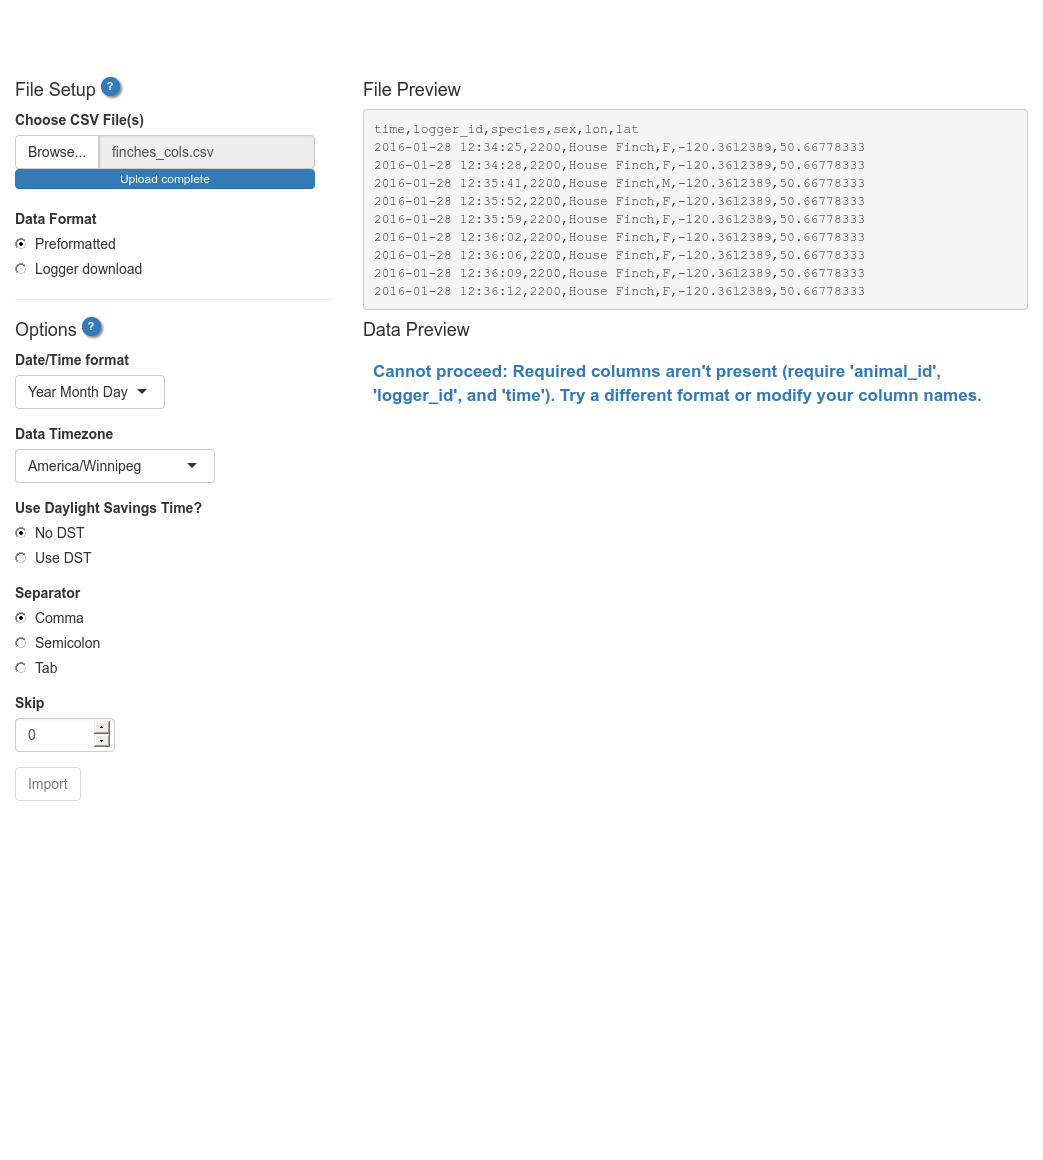 File Setup ?
Choose CSV File(s)
Browse... finches_cols.csv
Upload complete
Data Format
Preformatted
Logger download
Options ?
Date/Time format
Year Month Day
Data Timezone
America/Winnipeg
Use Daylight Savings Time?
No DST
Use DST
Separator
Comma
Semicolon
Tab
Skip
0
Import
File Preview
time,logger_id,species,sex,lon,lat
2016-01-28 12:34:25,2200,House Finch,F,-120.3612389,50.66778333
2016-01-28 12:34:28,2200,House Finch,F,-120.3612389,50.66778333
2016-01-28 12:35:41,2200,House Finch,M,-120.3612389,50.66778333
2016-01-28 12:35:52,2200,House Finch,F,-120.3612389,50.66778333
2016-01-28 12:35:59,2200,House Finch,F,-120.3612389,50.66778333
2016-01-28 12:36:02,2200,House Finch,F,-120.3612389,50.66778333
2016-01-28 12:36:06,2200,House Finch,F,-120.3612389,50.66778333
2016-01-28 12:36:09,2200,House Finch,F,-120.3612389,50.66778333
2016-01-28 12:36:12,2200,House Finch,F,-120.3612389,50.66778333
Data Preview
Cannot proceed: Required columns aren't present (require 'animal_id',
'logger_id', and 'time'). Try a different format or modify your column names.